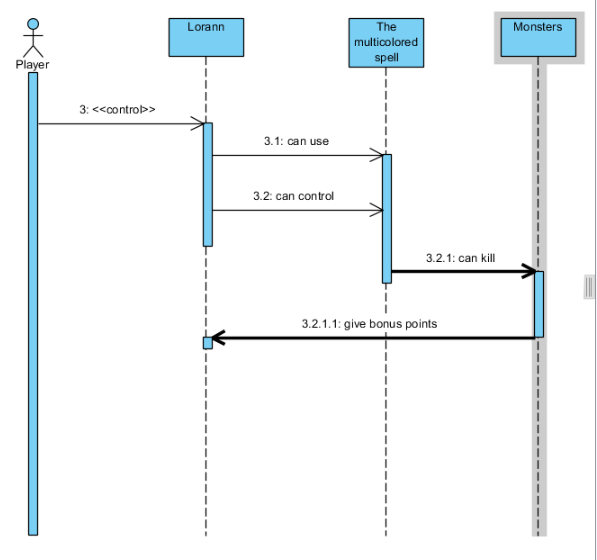 Lorann
The
multicolored
spell
Monsters
Player
3: <<control>>
3.1: can use
3.2: can control
3.2.1: can kill
3.2.1.1: give bonus points